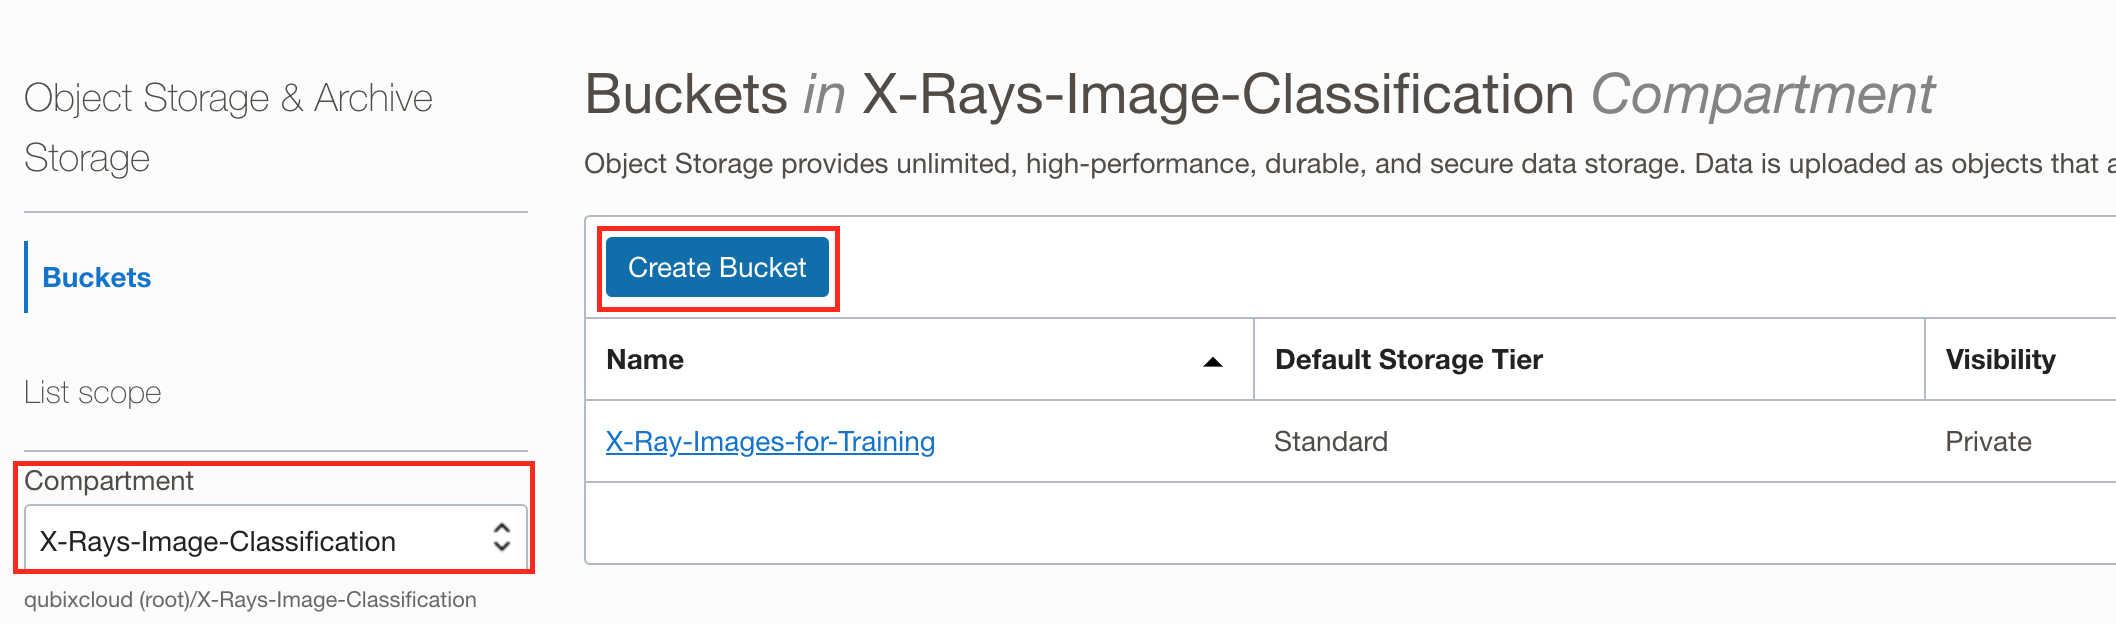 Object Storage & Archive
Storage
Buckets
List scope
Compartment
X-Rays-Image-Classification
qubixcloud (root)/X-Rays-Image-Classification
Buckets in X-Rays-Image-Classification Compartment
Object Storage provides unlimited, high-performance, durable, and secure data storage. Data is uploaded as objects that a
Create Bucket
Name Default Storage Tier Visibility
X-Ray-Images-for-Training Standard Private